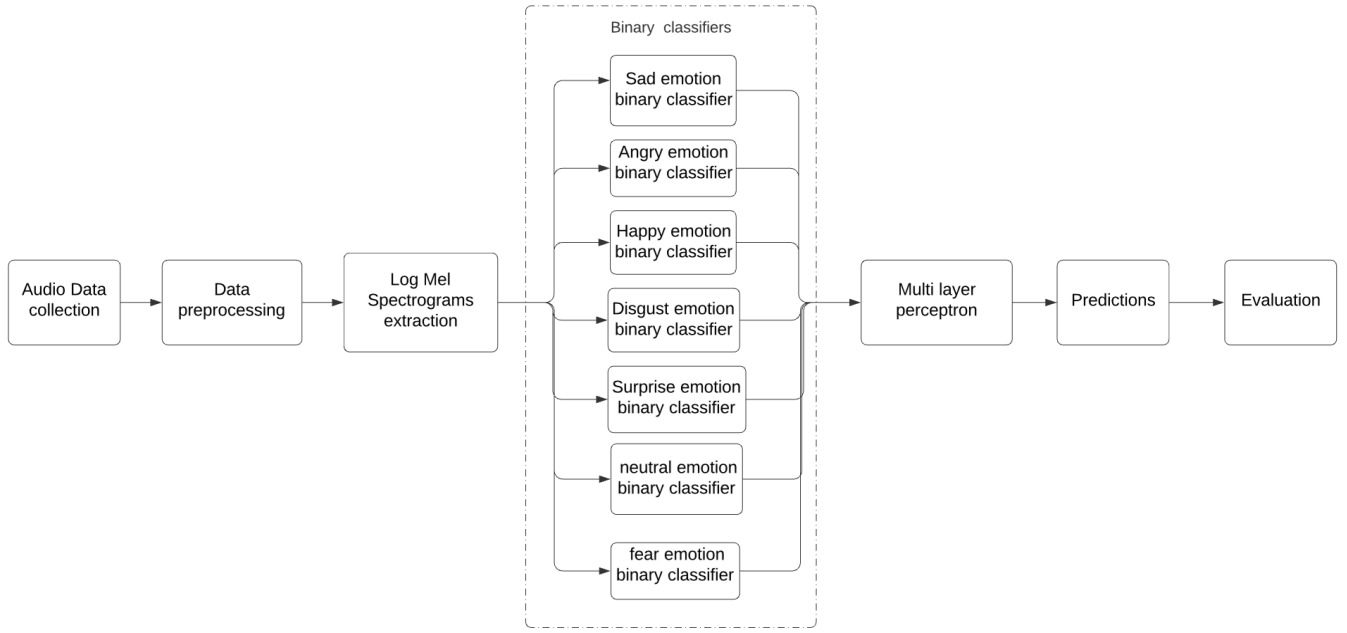 Binary classifiers
Sad emotion
binary classifier
Angry emotion
binary classifier
Happy emotion
binary classifier
Disgust emotion
binary classifier
Surprise emotion
binary classifier
neutral emotion
binary classifier
fear emotion
binary classifier
Audio Data
collection
Data
preprocessing
Log Mel
Spectrograms
extraction
Multi layer
perceptron
Predictions
Evaluation